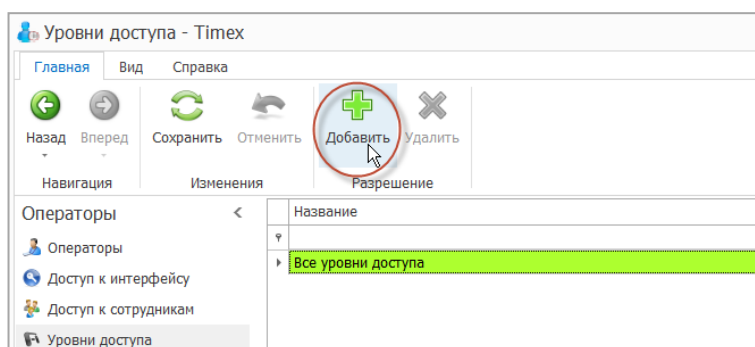 Уровни доступа - Timex
Главная Вид Справка
Назад Вперед Сохранить Отменить Добавить Удалить
Навигация Изменения Разрешение
Операторы < Название
Операторы
Все уровни доступа
Доступ к интерфейсу
Доступ к сотрудникам
Уровни доступа